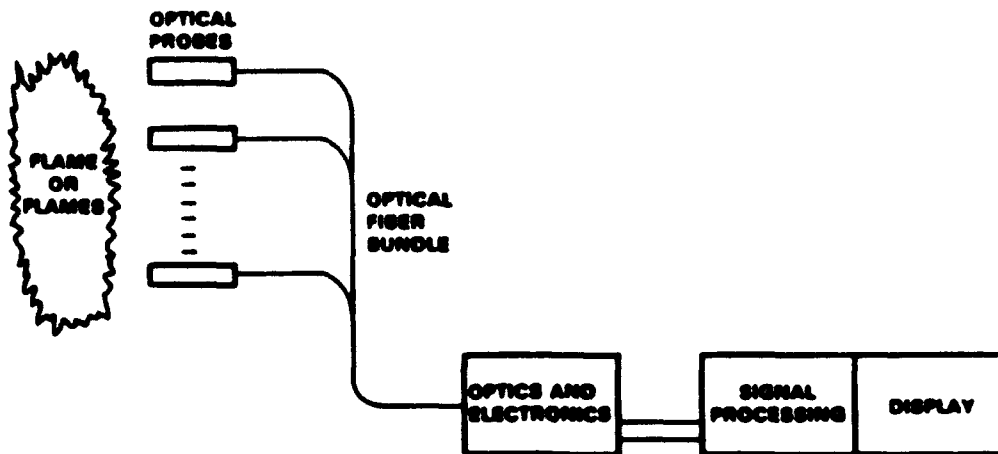 OPTICAL
PROBES
FLAME
OR
FLAMES
OPTICAL
FIBER
BUNDLE
OPTICS AND
ELECTRONICS
SIGNAL
PROCESSING
DISPLAY